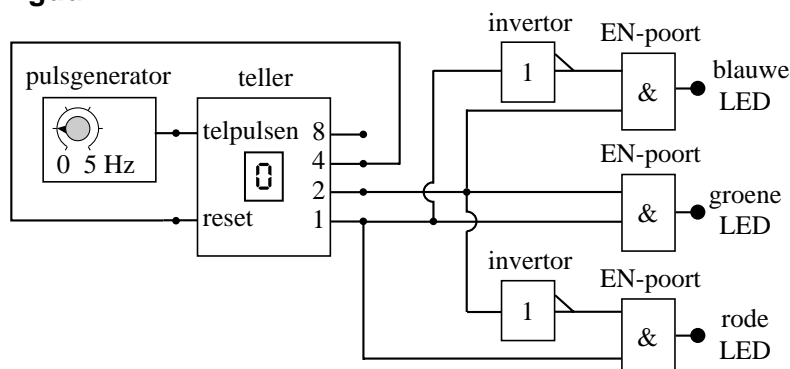 invertor
EN-poort
pulsgenerator
teller
1
&
blauwe
LED
telpulsen
8
0 5 Hz
0
4
EN-poort
2
&
groene
LED
reset
1
invertor
EN-poort
1
&
rode
LED